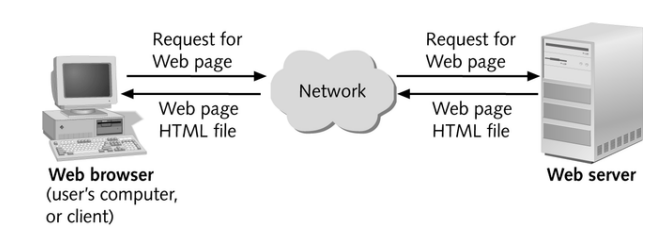 Request for
Web page
Web page
HTML file
Network
Request for
Web page
Web page
HTML file
Web browser
(user's computer,
or client)
Web server